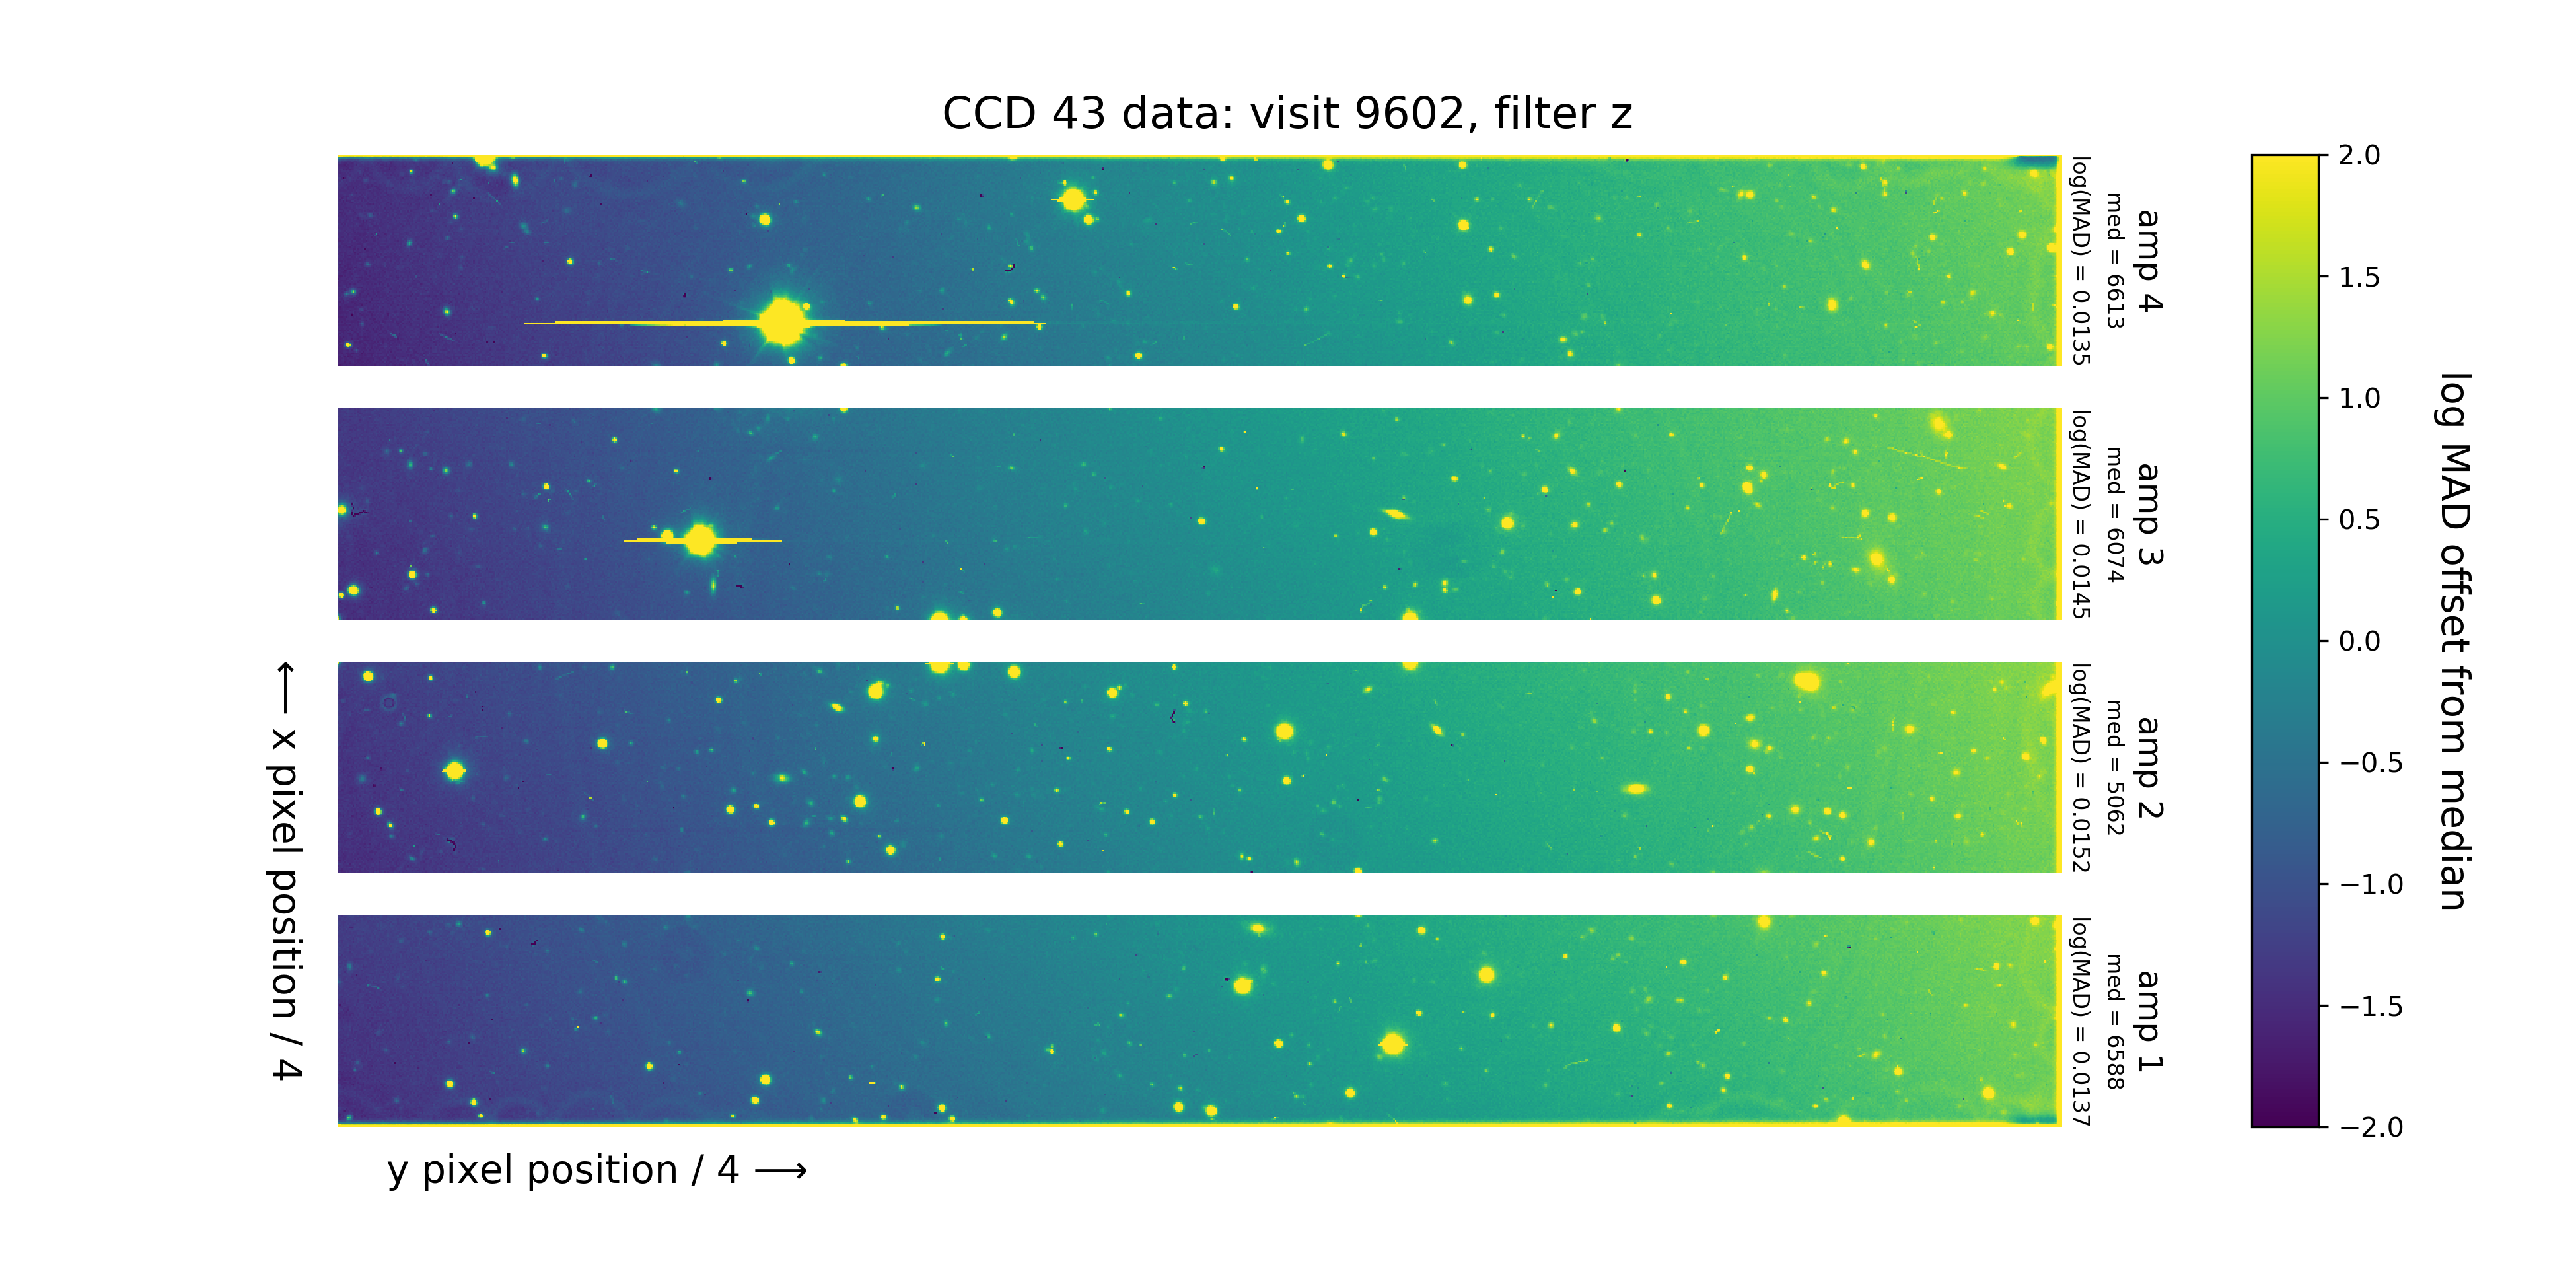 CCD 43 data: visit 9602, filter z
amp 4
med = 6613
log(MAD) = 0.0135
amp 3
med = 6074
log(MAD) = 0.0145
amp 2
med = 5062
log(MAD) = 0.0152
amp 1
med = 6588
log(MAD) = 0.0137
⟵ x pixel position / 4
y pixel position / 4 ⟶
2.0
1.5
1.0
0.5
0.0
−0.5
−1.0
−1.5
−2.0
log MAD offset from median